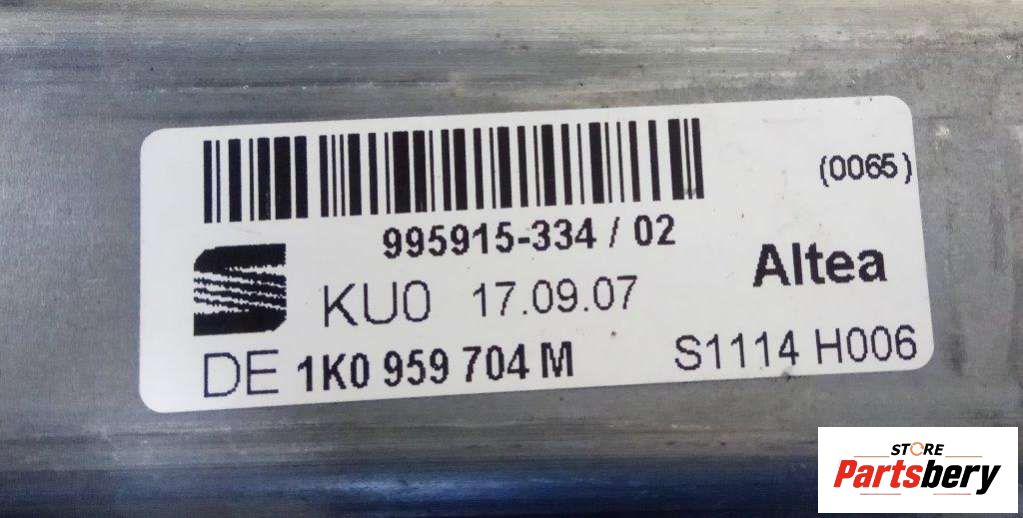 (0065)
995915-334 / 02
Altea
KU0 17.09.07
DE 1K0 959 704 M
S1114 H006
STORE
Partsbery